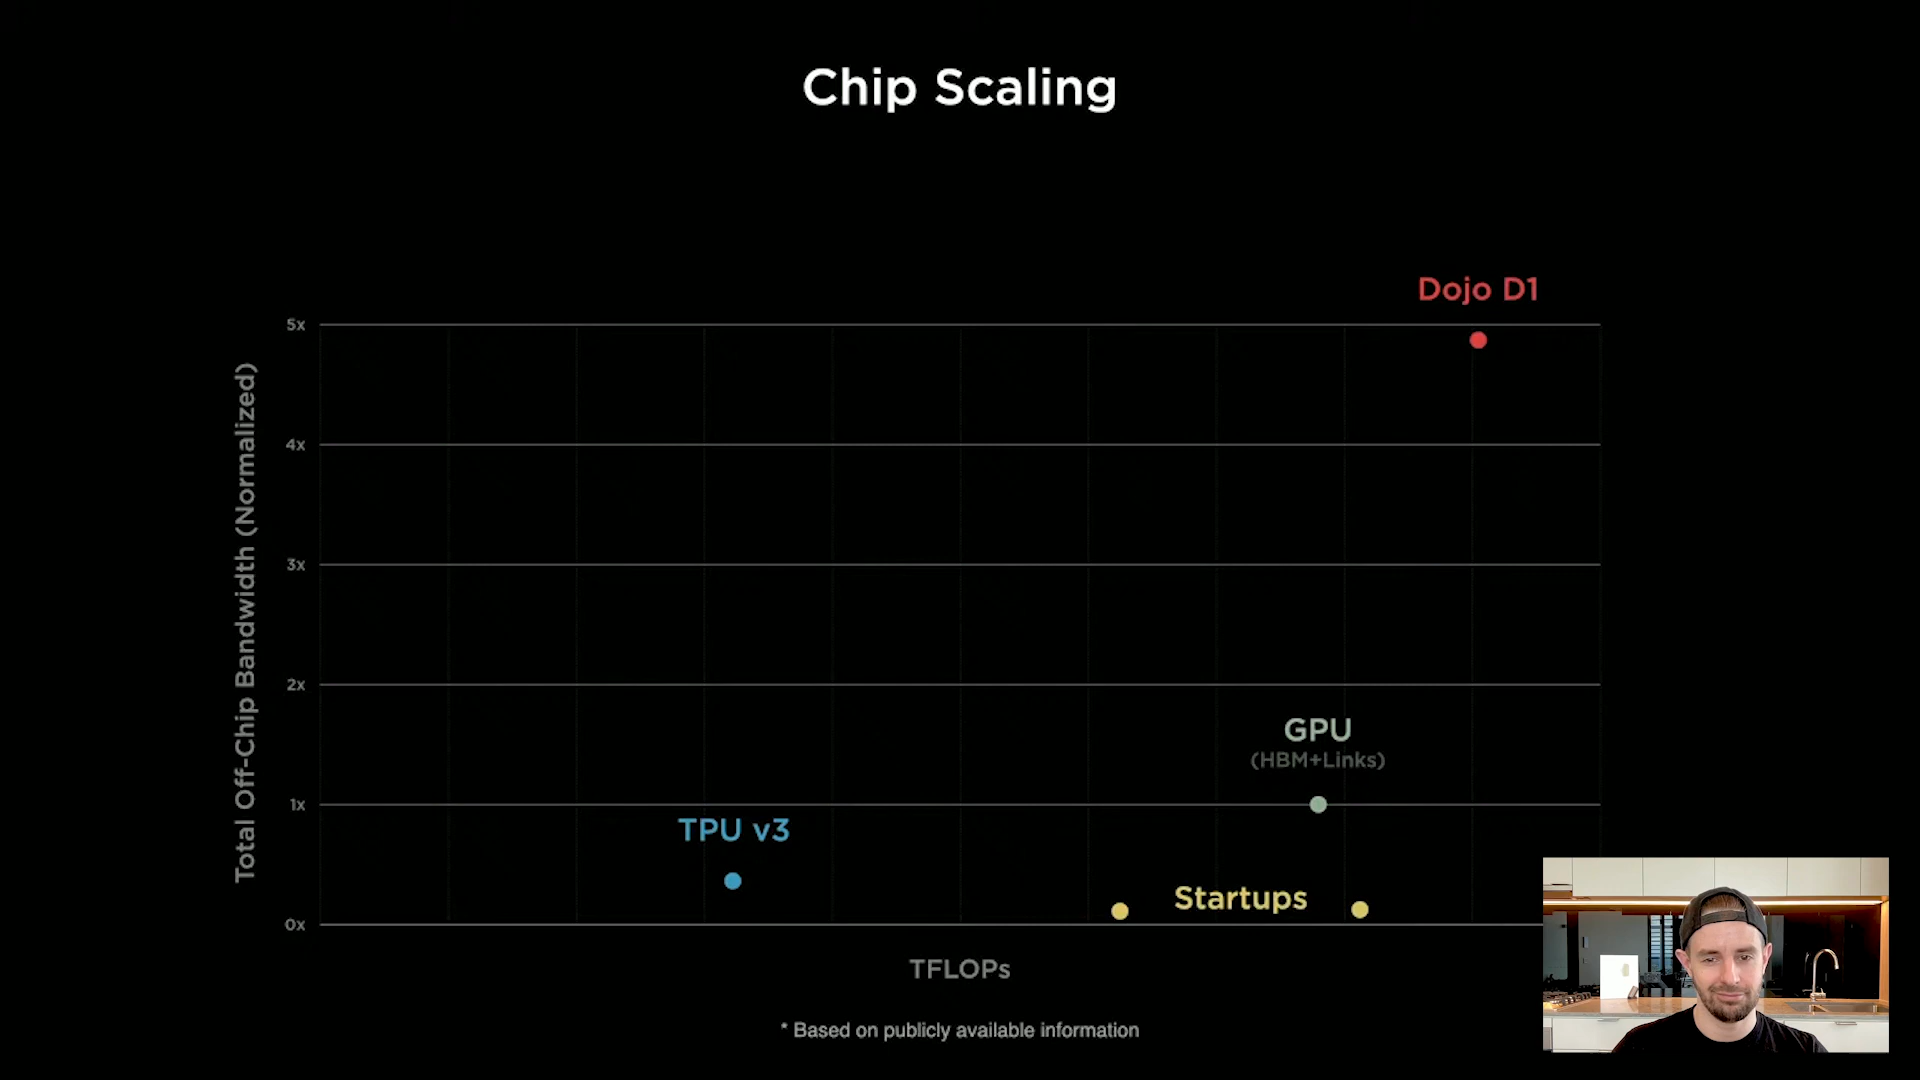 Chip Scaling
Dojo D1
5x
4x
3x
2x
1x
0x
Total Off-Chip Bandwidth (Normalized)
GPU
(HBM+Links)
TPU v3
Startups
TFLOPs
* Based on publicly available information